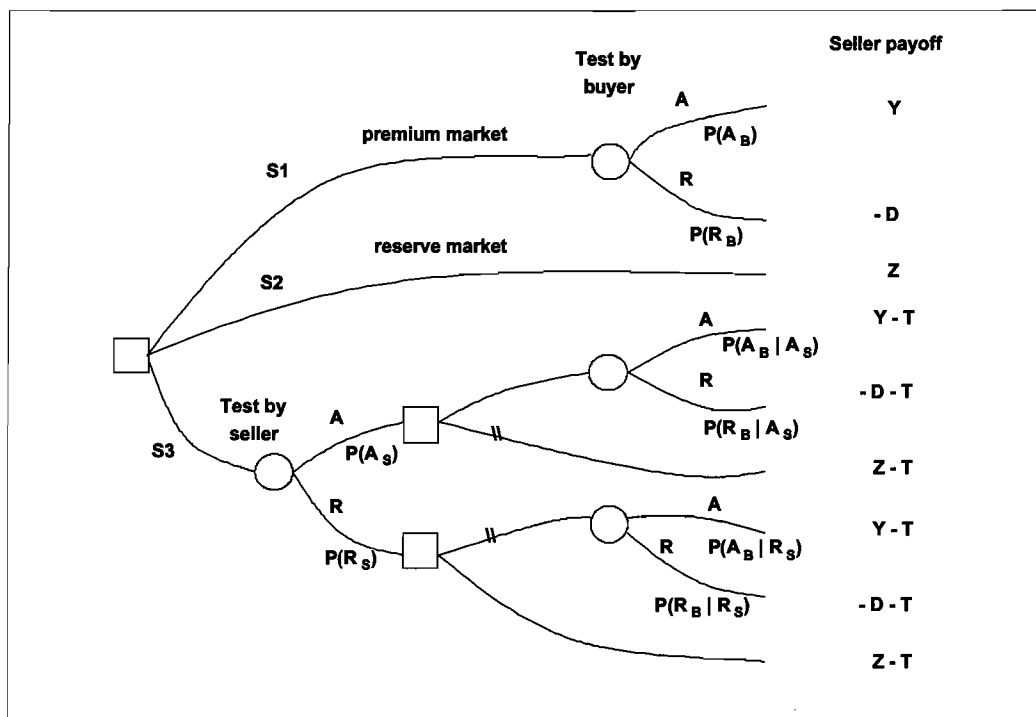 Seller payoff
Test by
buyer
A
Y
P(A B)
premium market
S1
R
- D
P(R B)
reserve market
S2
Z
A
Y - T
P(A B | A S)
R
- D - T
P(R B | A S)
Test by
seller
A
S3
P(A S)
Z - T
R
P(R S)
A
Y - T
P(A B | R S)
R
P(R B | R S)
- D - T
Z - T